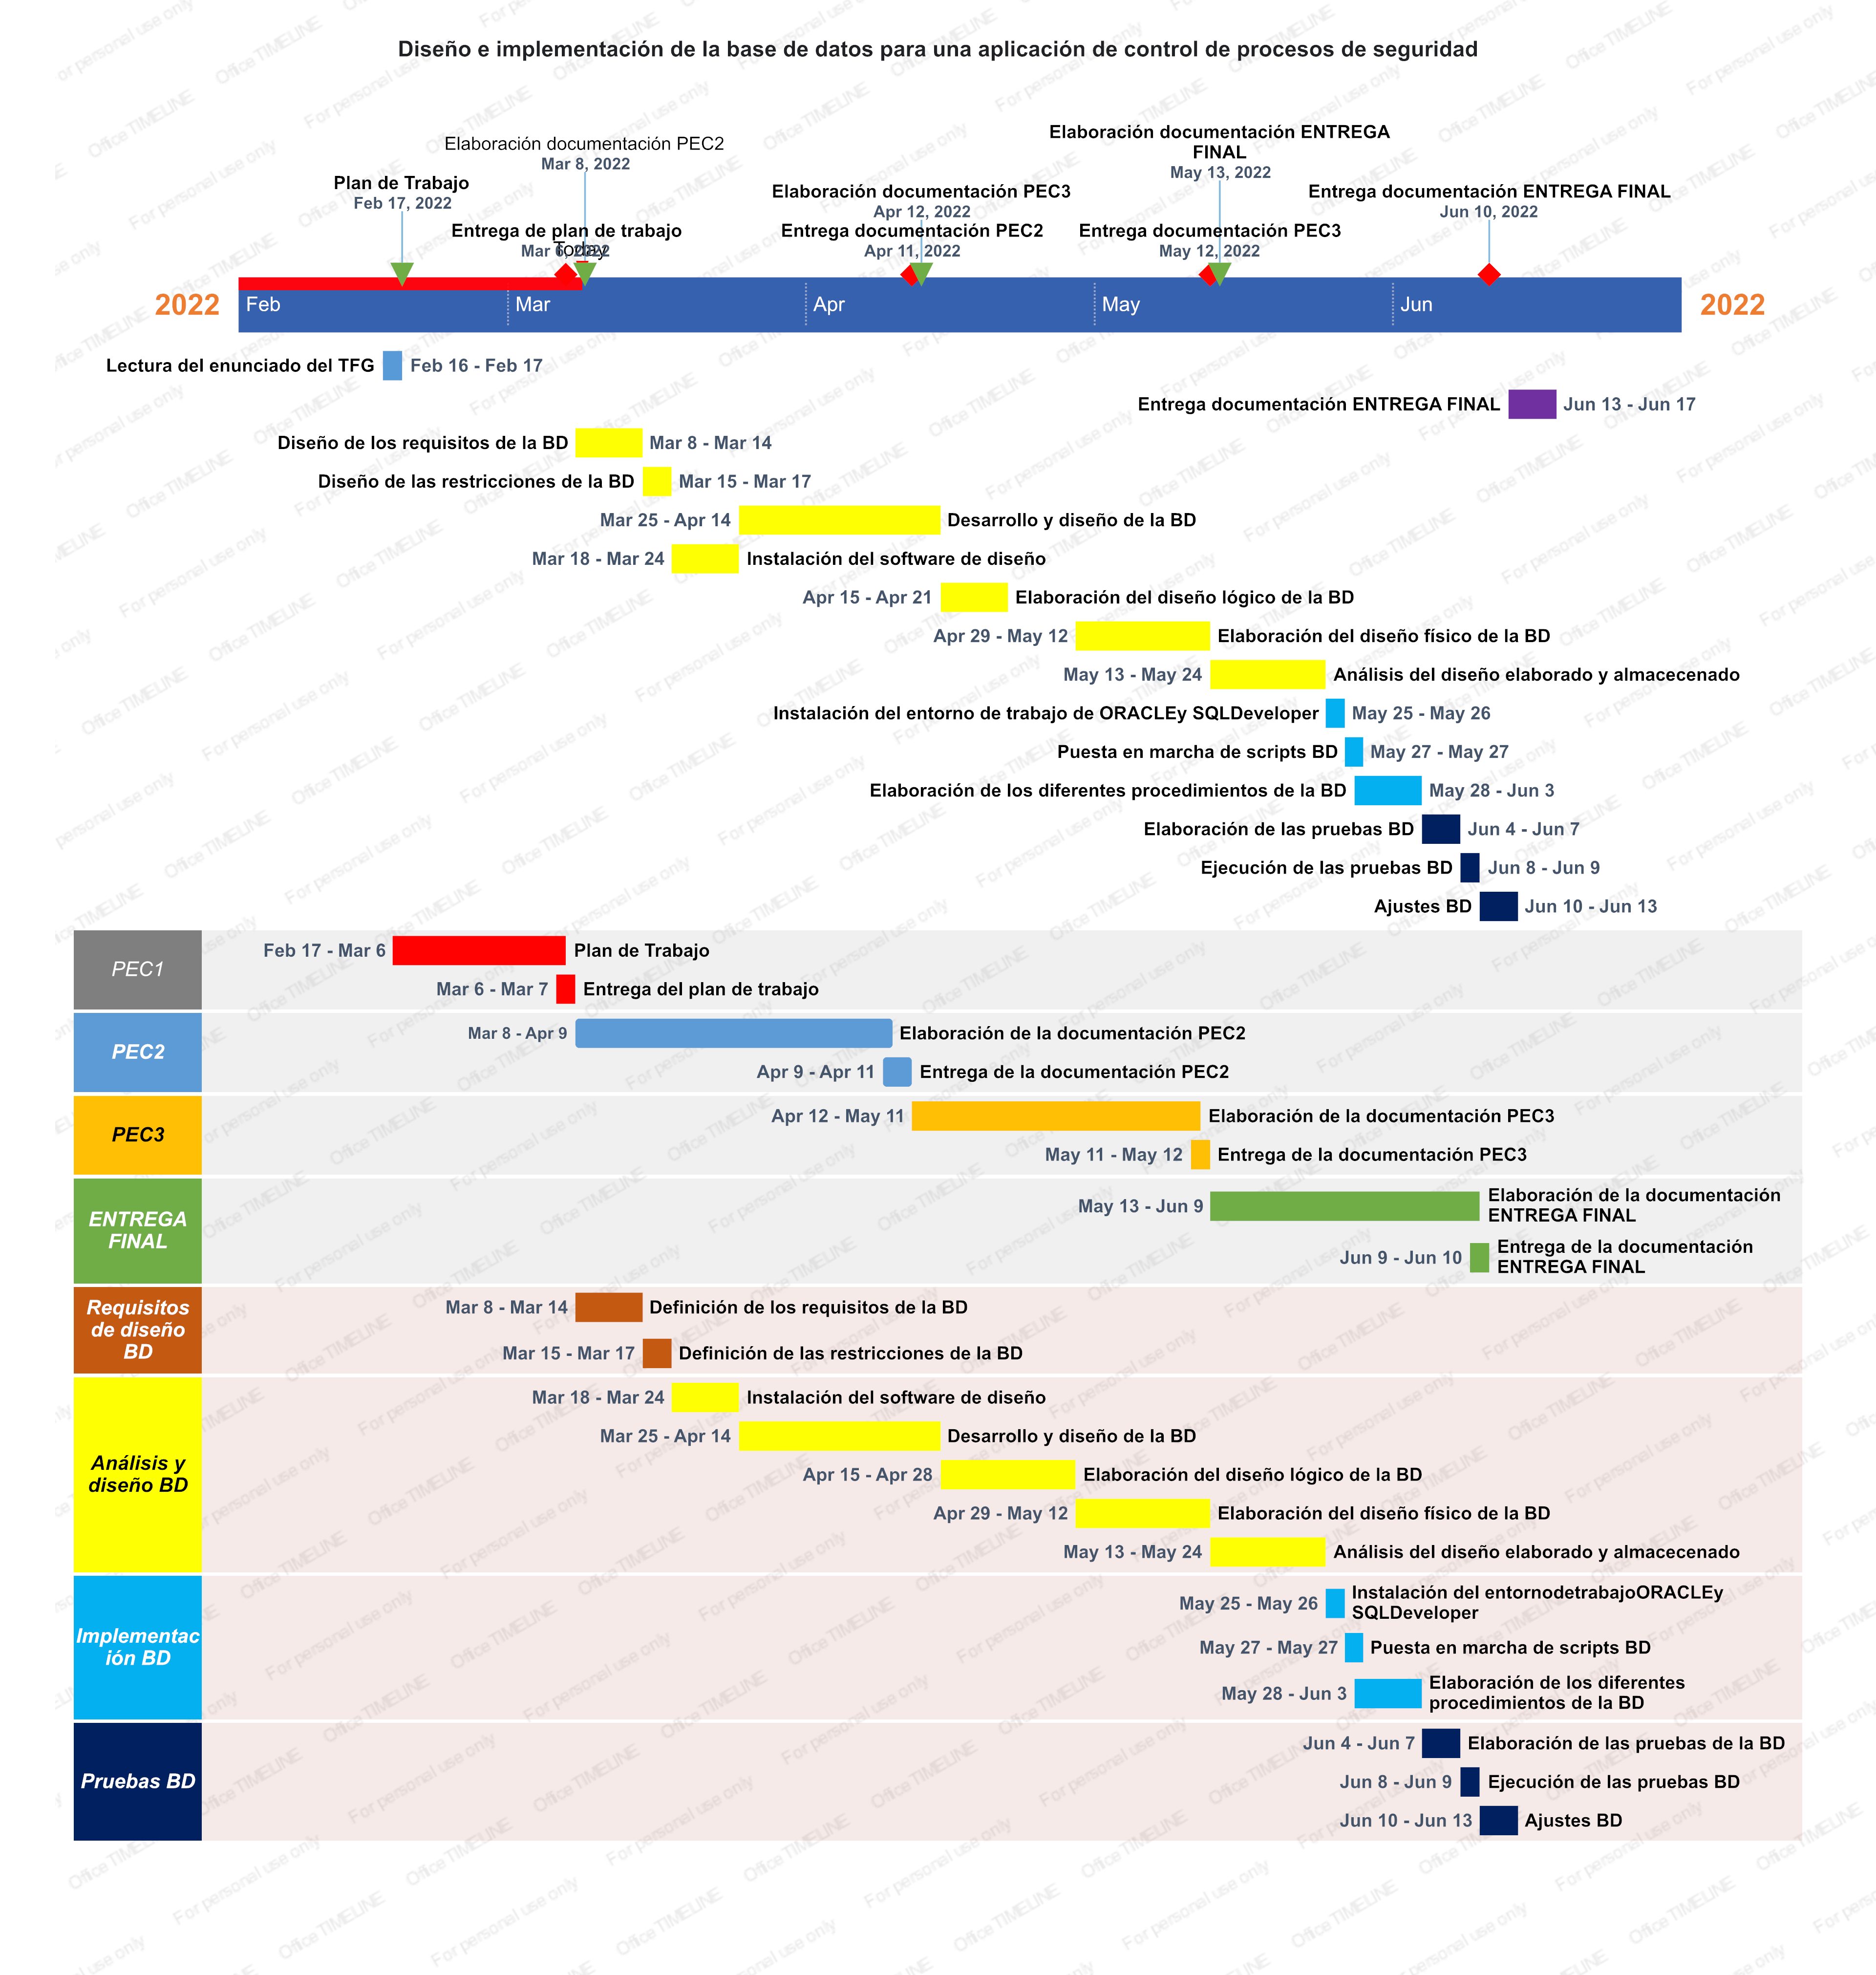 Diseño e implementación de la base de datos para una aplicación de control de procesos de seguridad
Elaboración documentación PEC2
Mar 8, 2022
Plan de Trabajo
Feb 17, 2022
Entrega de plan de trabajo
Mar 6, 2022
Today
Elaboración documentación PEC3
Apr 12, 2022
Entrega documentación PEC2
Apr 11, 2022
Elaboración documentación ENTREGA
FINAL
May 13, 2022
Entrega documentación PEC3
May 12, 2022
Entrega documentación ENTREGA FINAL
Jun 10, 2022
2022 Feb Mar Apr May Jun 2022
Lectura del enunciado del TFG Feb 16 - Feb 17
Entrega documentación ENTREGA FINAL Jun 13 - Jun 17
Diseño de los requisitos de la BD Mar 8 - Mar 14
Diseño de las restricciones de la BD Mar 15 - Mar 17
Mar 25 - Apr 14 Desarrollo y diseño de la BD
Mar 18 - Mar 24 Instalación del software de diseño
Apr 15 - Apr 21 Elaboración del diseño lógico de la BD
Apr 29 - May 12 Elaboración del diseño físico de la BD
May 13 - May 24 Análisis del diseño elaborado y almacecenado
Instalación del entorno de trabajo de ORACLEy SQLDeveloper May 25 - May 26
Puesta en marcha de scripts BD May 27 - May 27
Elaboración de los diferentes procedimientos de la BD May 28 - Jun 3
Elaboración de las pruebas BD Jun 4 - Jun 7
Ejecución de las pruebas BD Jun 8 - Jun 9
Ajustes BD Jun 10 - Jun 13
PEC1
Feb 17 - Mar 6 Plan de Trabajo
Mar 6 - Mar 7 Entrega del plan de trabajo
PEC2
Mar 8 - Apr 9 Elaboración de la documentación PEC2
Apr 9 - Apr 11 Entrega de la documentación PEC2
PEC3
Apr 12 - May 11 Elaboración de la documentación PEC3
May 11 - May 12 Entrega de la documentación PEC3
ENTREGA
FINAL
May 13 - Jun 9 Elaboración de la documentación
ENTREGA FINAL
Jun 9 - Jun 10 Entrega de la documentación
ENTREGA FINAL
Requisitos
de diseño
BD
Mar 8 - Mar 14 Definición de los requisitos de la BD
Mar 15 - Mar 17 Definición de las restricciones de la BD
Análisis y
diseño BD
Mar 18 - Mar 24 Instalación del software de diseño
Mar 25 - Apr 14 Desarrollo y diseño de la BD
Apr 15 - Apr 28 Elaboración del diseño lógico de la BD
Apr 29 - May 12 Elaboración del diseño físico de la BD
May 13 - May 24 Análisis del diseño elaborado y almacecenado
Implementac
ión BD
May 25 - May 26 Instalación del entornodetrabajoORACLEy
SQLDeveloper
May 27 - May 27 Puesta en marcha de scripts BD
May 28 - Jun 3 Elaboración de los diferentes
procedimientos de la BD
Pruebas BD
Jun 4 - Jun 7 Elaboración de las pruebas de la BD
Jun 8 - Jun 9 Ejecución de las pruebas BD
Jun 10 - Jun 13 Ajustes BD
Office TIMELINE For personal use only